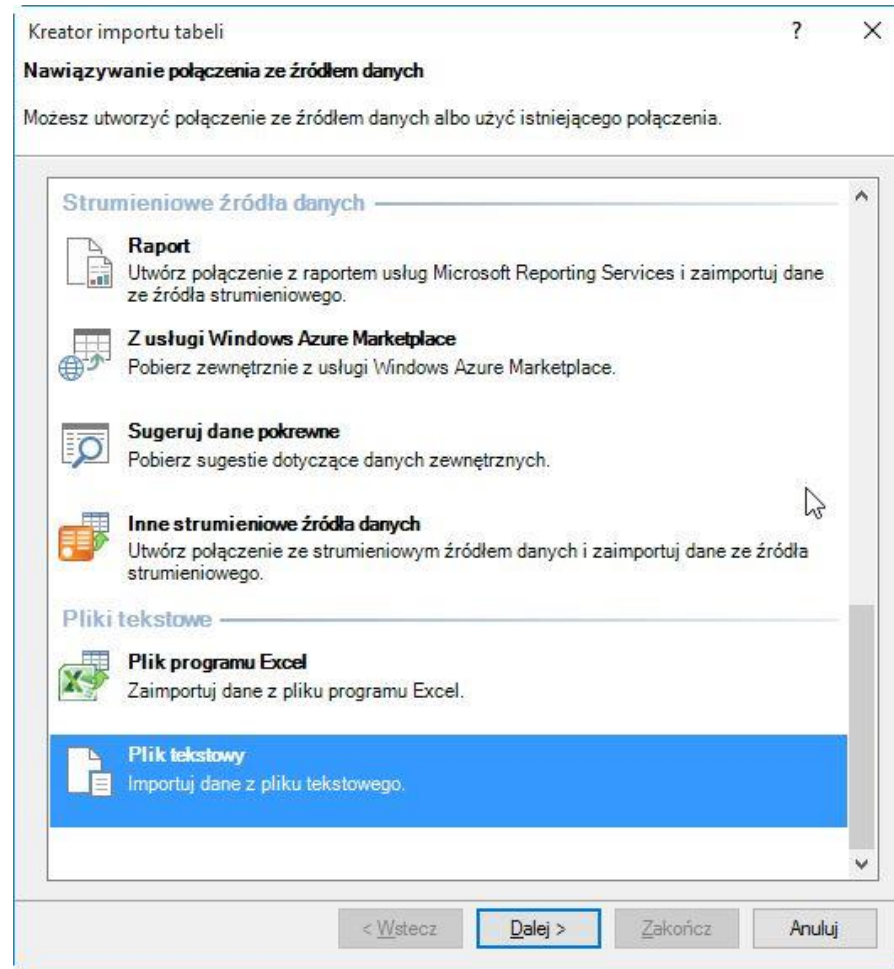 Kreator importu tabeli
?
Nawiązywanie połączenia ze źródłem danych
Możesz utworzyć połączenie ze źródłem danych albo użyć istniejącego połączenia.
Strumieniowe źródła danych
Raport
Utwórz połączenie z raportem usług Microsoft Reporting Services i zaimportuj dane
ze źródła strumieniowego.
Z usługi Windows Azure Marketplace
Pobierz zewnętrznie z usługi Windows Azure Marketplace.
Sugeruj dane pokrewne
Pobierz sugestie dotyczące danych zewnętrznych.
Inne strumieniowe źródła danych
Utwórz połączenie ze strumieniowym źródłem danych i zaimportuj dane ze źródła
strumieniowego.
Pliki tekstowe
Plik programu Excel
Zaimportuj dane z pliku programu Excel.
Plik tekstowy
Importuj dane z pliku tekstowego.
< Wstecz Dalej > Zakończ Anuluj